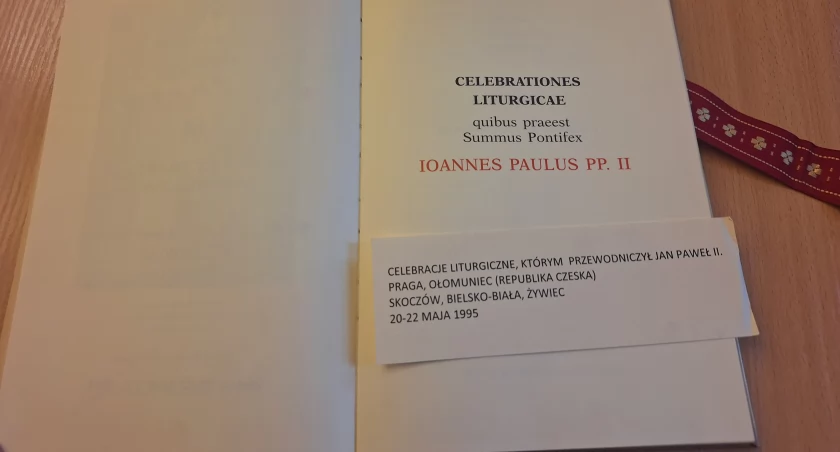 CELEBRATIONES
LITURGICAE
quibus praeest
Summus Pontifex
IOANNES PAULUS PP. II
CELEBRACJE LITURGICZNE, KTÓRYM PRZEWODNICZYŁ JAN PAWEŁ II.
PRAGA, OŁOMUNIEC (REPUBLIKA CZESKA)
SKOCZÓW, BIELSKO-BIAŁA, ŻYWIEC
20-22 MAJA 1995